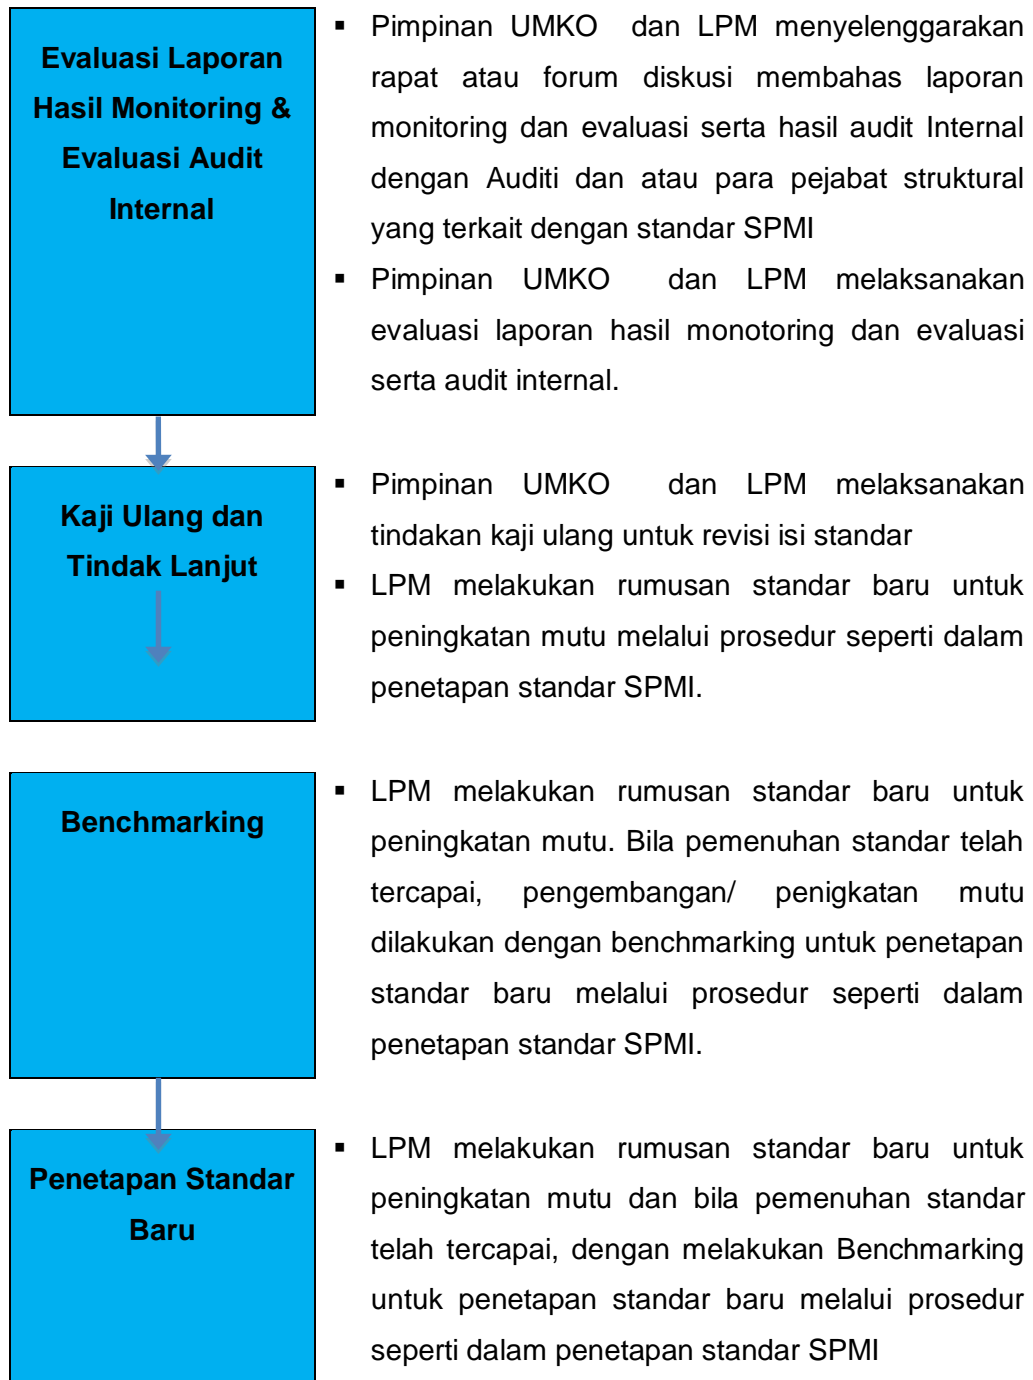 Evaluasi Laporan
Hasil Monitoring &
Evaluasi Audit
Internal
▪ Pimpinan UMKO dan LPM menyelenggarakan
rapat atau forum diskusi membahas laporan
monitoring dan evaluasi serta hasil audit Internal
dengan Auditi dan atau para pejabat struktural
yang terkait dengan standar SPMI
▪ Pimpinan UMKO dan LPM melaksanakan
evaluasi laporan hasil monotoring dan evaluasi
serta audit internal.
Kaji Ulang dan
Tindak Lanjut
▪ Pimpinan UMKO dan LPM melaksanakan
tindakan kaji ulang untuk revisi isi standar
▪ LPM melakukan rumusan standar baru untuk
peningkatan mutu melalui prosedur seperti dalam
penetapan standar SPMI.
Benchmarking
▪ LPM melakukan rumusan standar baru untuk
peningkatan mutu. Bila pemenuhan standar telah
tercapai, pengembangan/ penigkatan mutu
dilakukan dengan benchmarking untuk penetapan
standar baru melalui prosedur seperti dalam
penetapan standar SPMI.
Penetapan Standar
Baru
▪ LPM melakukan rumusan standar baru untuk
peningkatan mutu dan bila pemenuhan standar
telah tercapai, dengan melakukan Benchmarking
untuk penetapan standar baru melalui prosedur
seperti dalam penetapan standar SPMI